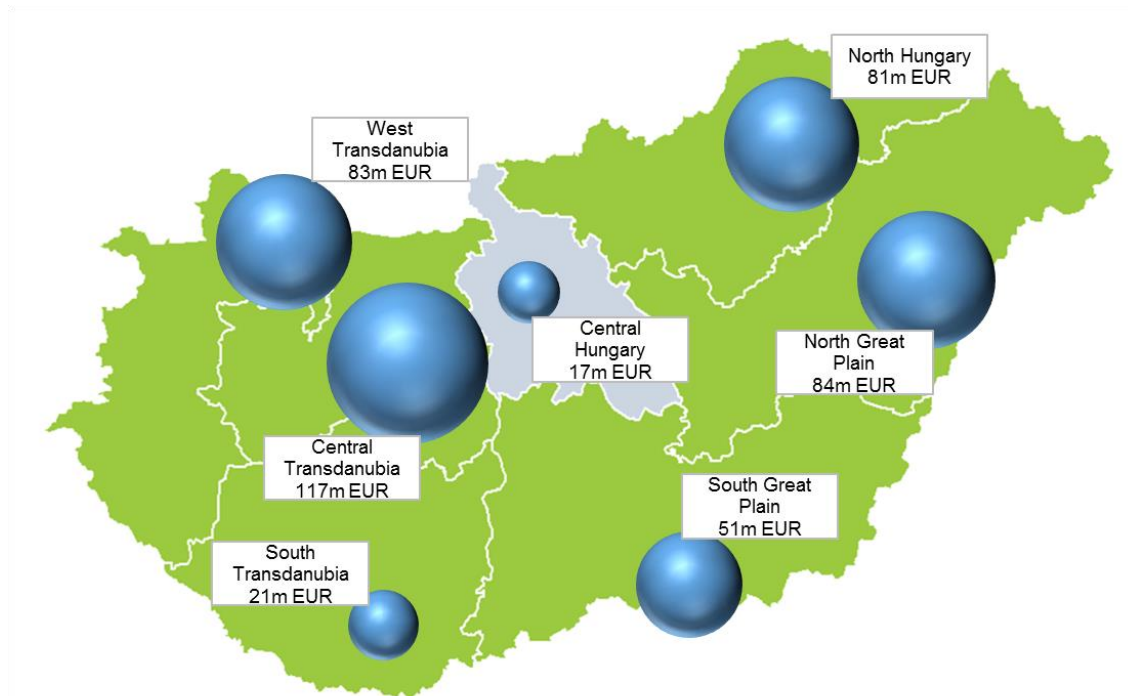 North Hungary
81m EUR
West
Transdanubia
83m EUR
Central
Hungary
17m EUR
North Great
Plain
84m EUR
Central
Transdanubia
117m EUR
South Great
Plain
51m EUR
South
Transdanubia
21m EUR